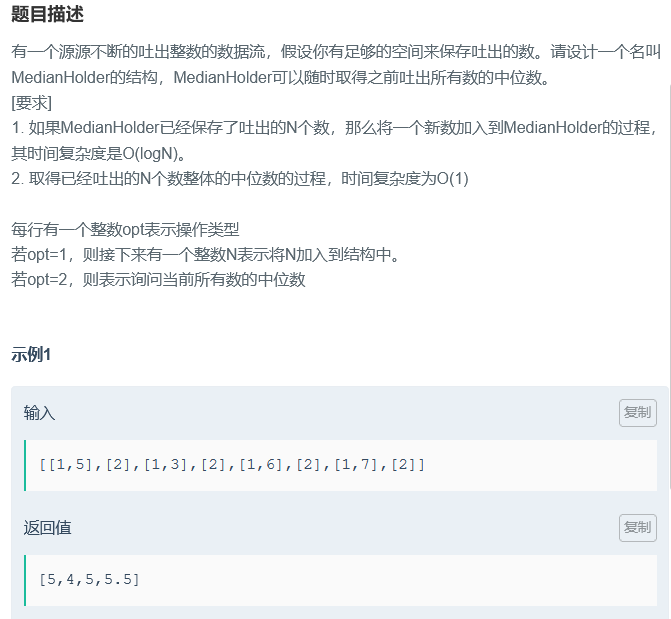 题目描述
有一个源源不断的吐出整数的数据流，假设你有足够的空间来保存吐出的数。请设计一个名叫
MedianHolder的结构，MedianHolder可以随时取得之前吐出所有数的中位数。
[要求]
1. 如果MedianHolder已经保存了吐出的N个数，那么将一个新数加入到MedianHolder的过程，
其时间复杂度是O(logN)。
2. 取得已经吐出的N个数整体的中位数的过程，时间复杂度为O(1)
每行有一个整数opt表示操作类型
若opt=1，则接下来有一个整数N表示将N加入到结构中。
若opt=2，则表示询问当前所有数的中位数
示例1
输入
复制
[[1,5],[2],[1,3],[2],[1,6],[2],[1,7],[2]]
返回值
复制
[5,4,5,5.5]